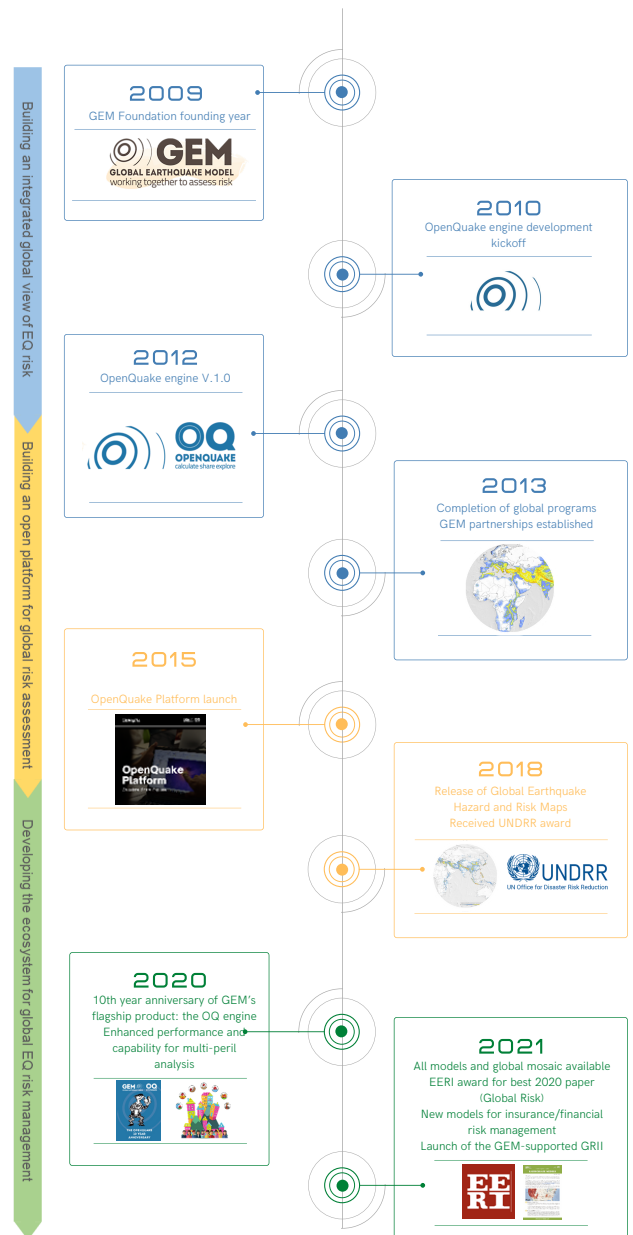 Building an integrated global view of EQ risk
Building an open platform for global risk assessment
Developing the ecosystem for global EQ risk management
2009
GEM Foundation founding year
GEM
GLOBAL EARTHQUAKE MODEL
working together to assess risk
2010
OpenQuake engine development
kickoff
2012
OpenQuake engine V.1.0
OQ
OPENQUAKE
calculate share explore
2013
Completion of global programs
GEM partnerships established
2015
OpenQuake Platform launch
OpenQuake
Platform
2018
Release of Global Earthquake
Hazard and Risk Maps
Received UNDRR award
UNDRR
UN Office for Disaster Risk Reduction
2020
10th year anniversary of GEM's
flagship product: the OQ engine
Enhanced performance and
capability for multi-peril
analysis
GEM OQ
THE OPENQUAKE
10 YEAR
ANNIVERSARY
2021
All models and global mosaic available
EERI award for best 2020 paper
(Global Risk)
New models for insurance/financial
risk management
Launch of the GEM-supported GRII
EE
RI